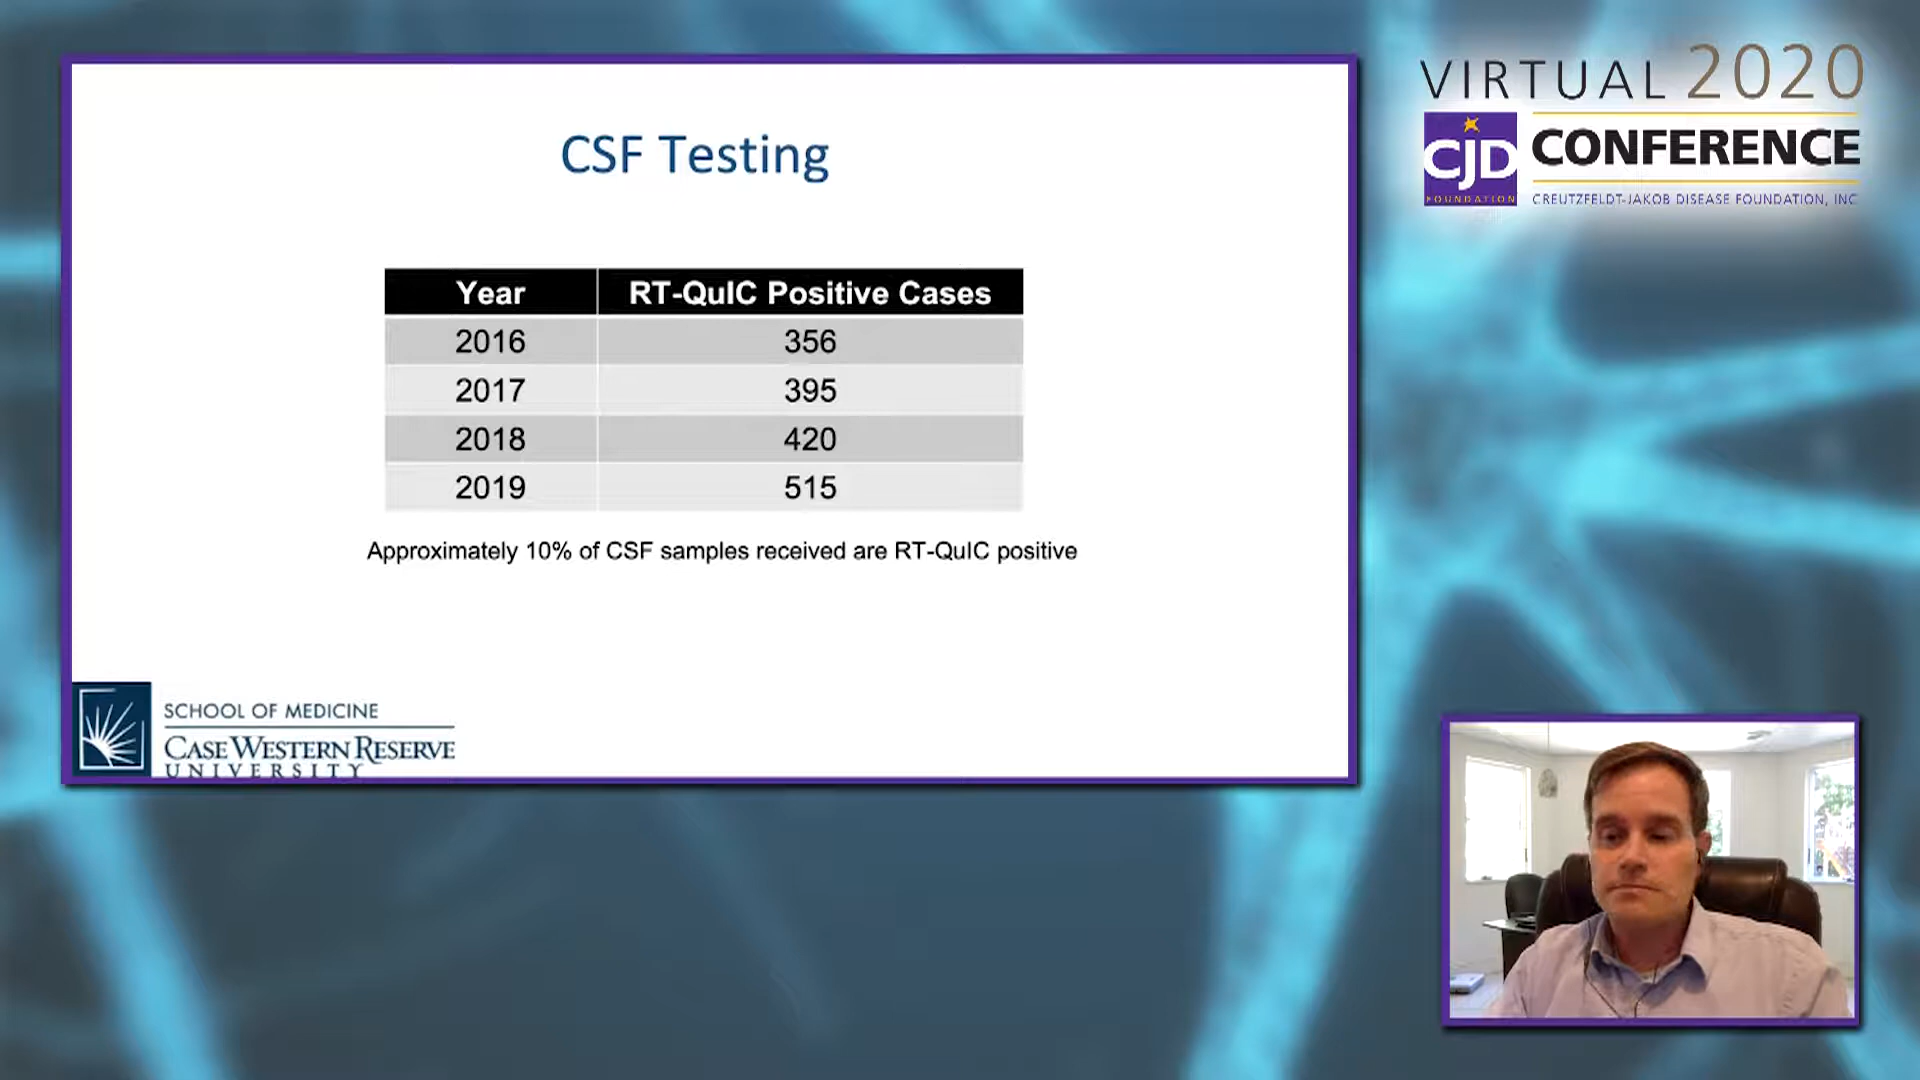 VIRTUAL 2020
CJD
FOUNDATION
CONFERENCE
CREUTZFELDT-JAKOB DISEASE FOUNDATION, INC
CSF Testing
Year RT-QuIC Positive Cases
2016 356
2017 395
2018 420
2019 515
Approximately 10% of CSF samples received are RT-QuIC positive
SCHOOL OF MEDICINE
CASE WESTERN RESERVE
UNIVERSITY